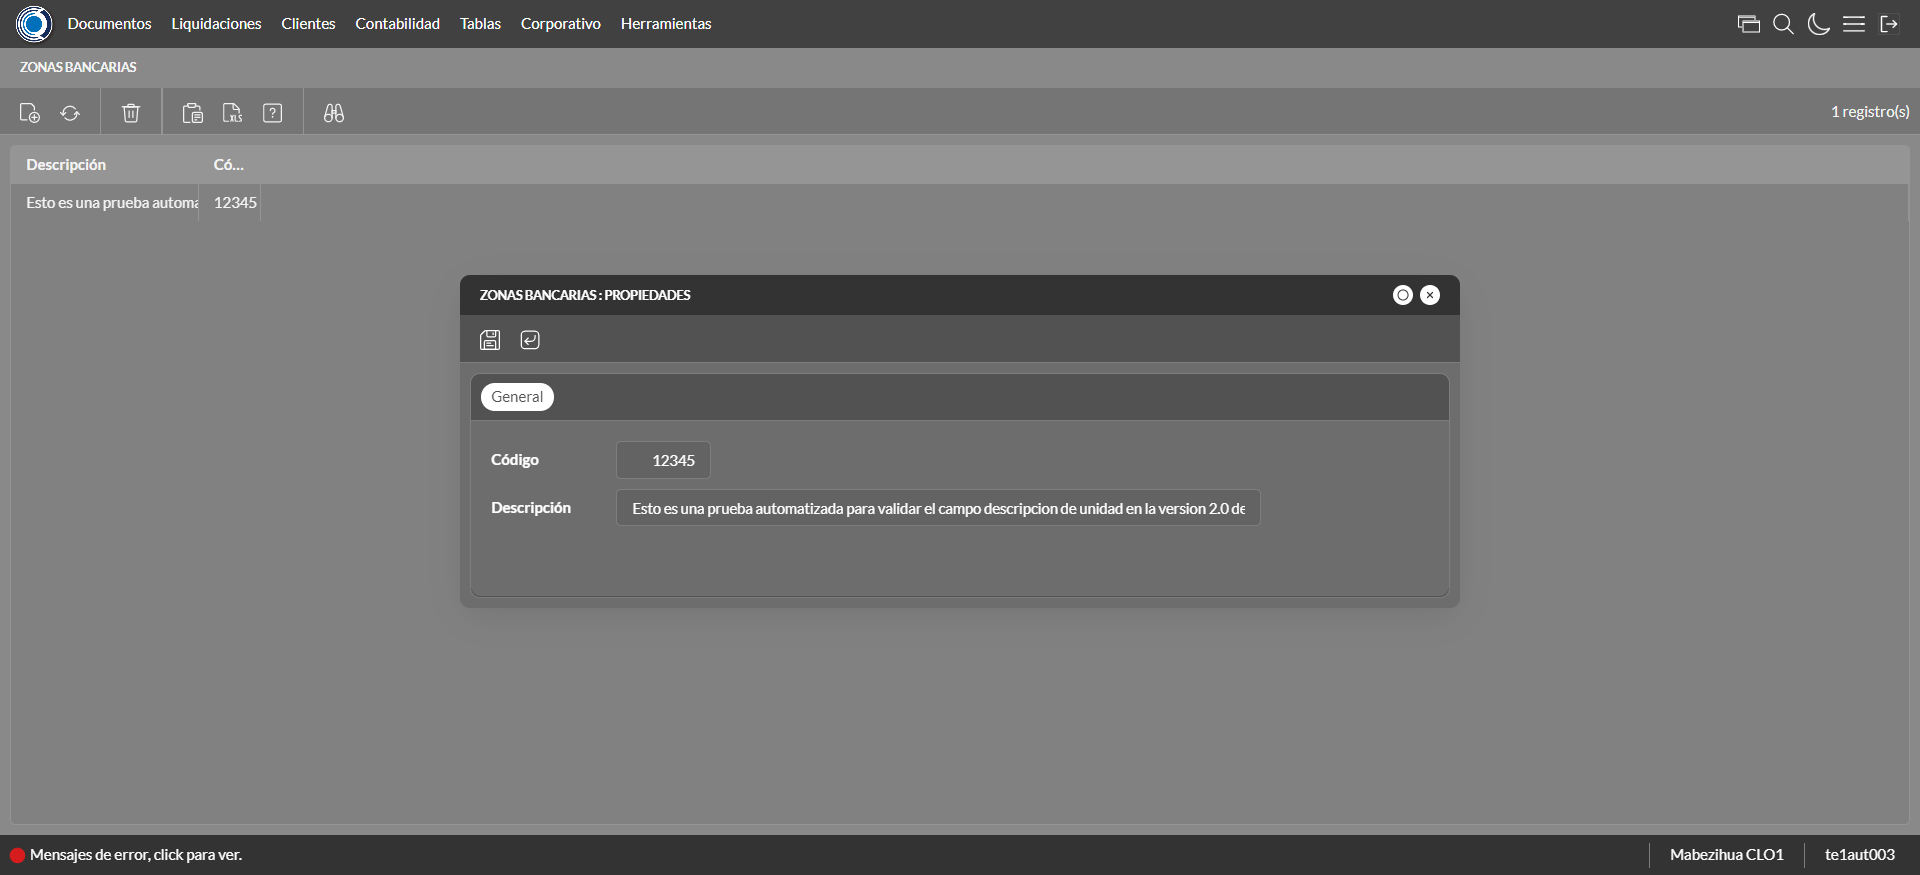 Documentos Liquidaciones Clientes Contabilidad Tablas Corporativo Herramientas
ZONAS BANCARIAS
XLS ? 1 registro(s)
Descripción Có...
Esto es una prueba automa 12345
ZONAS BANCARIAS : PROPIEDADES
General
Código 12345
Descripción Esto es una prueba automatizada para validar el campo descripcion de unidad en la version 2.0 de
Mensajes de error, click para ver. Mabezihua CLO1 te1aut003